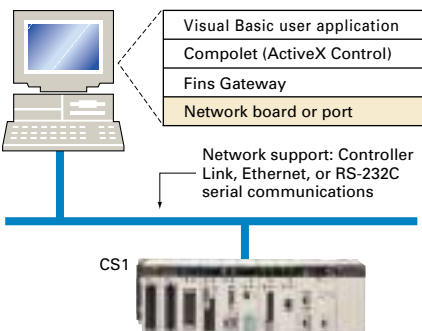 Visual Basic user application
Compolet (ActiveX Control)
Fins Gateway
Network board or port
Network support: Controller
Link, Ethernet, or RS-232C
serial communications
CS1